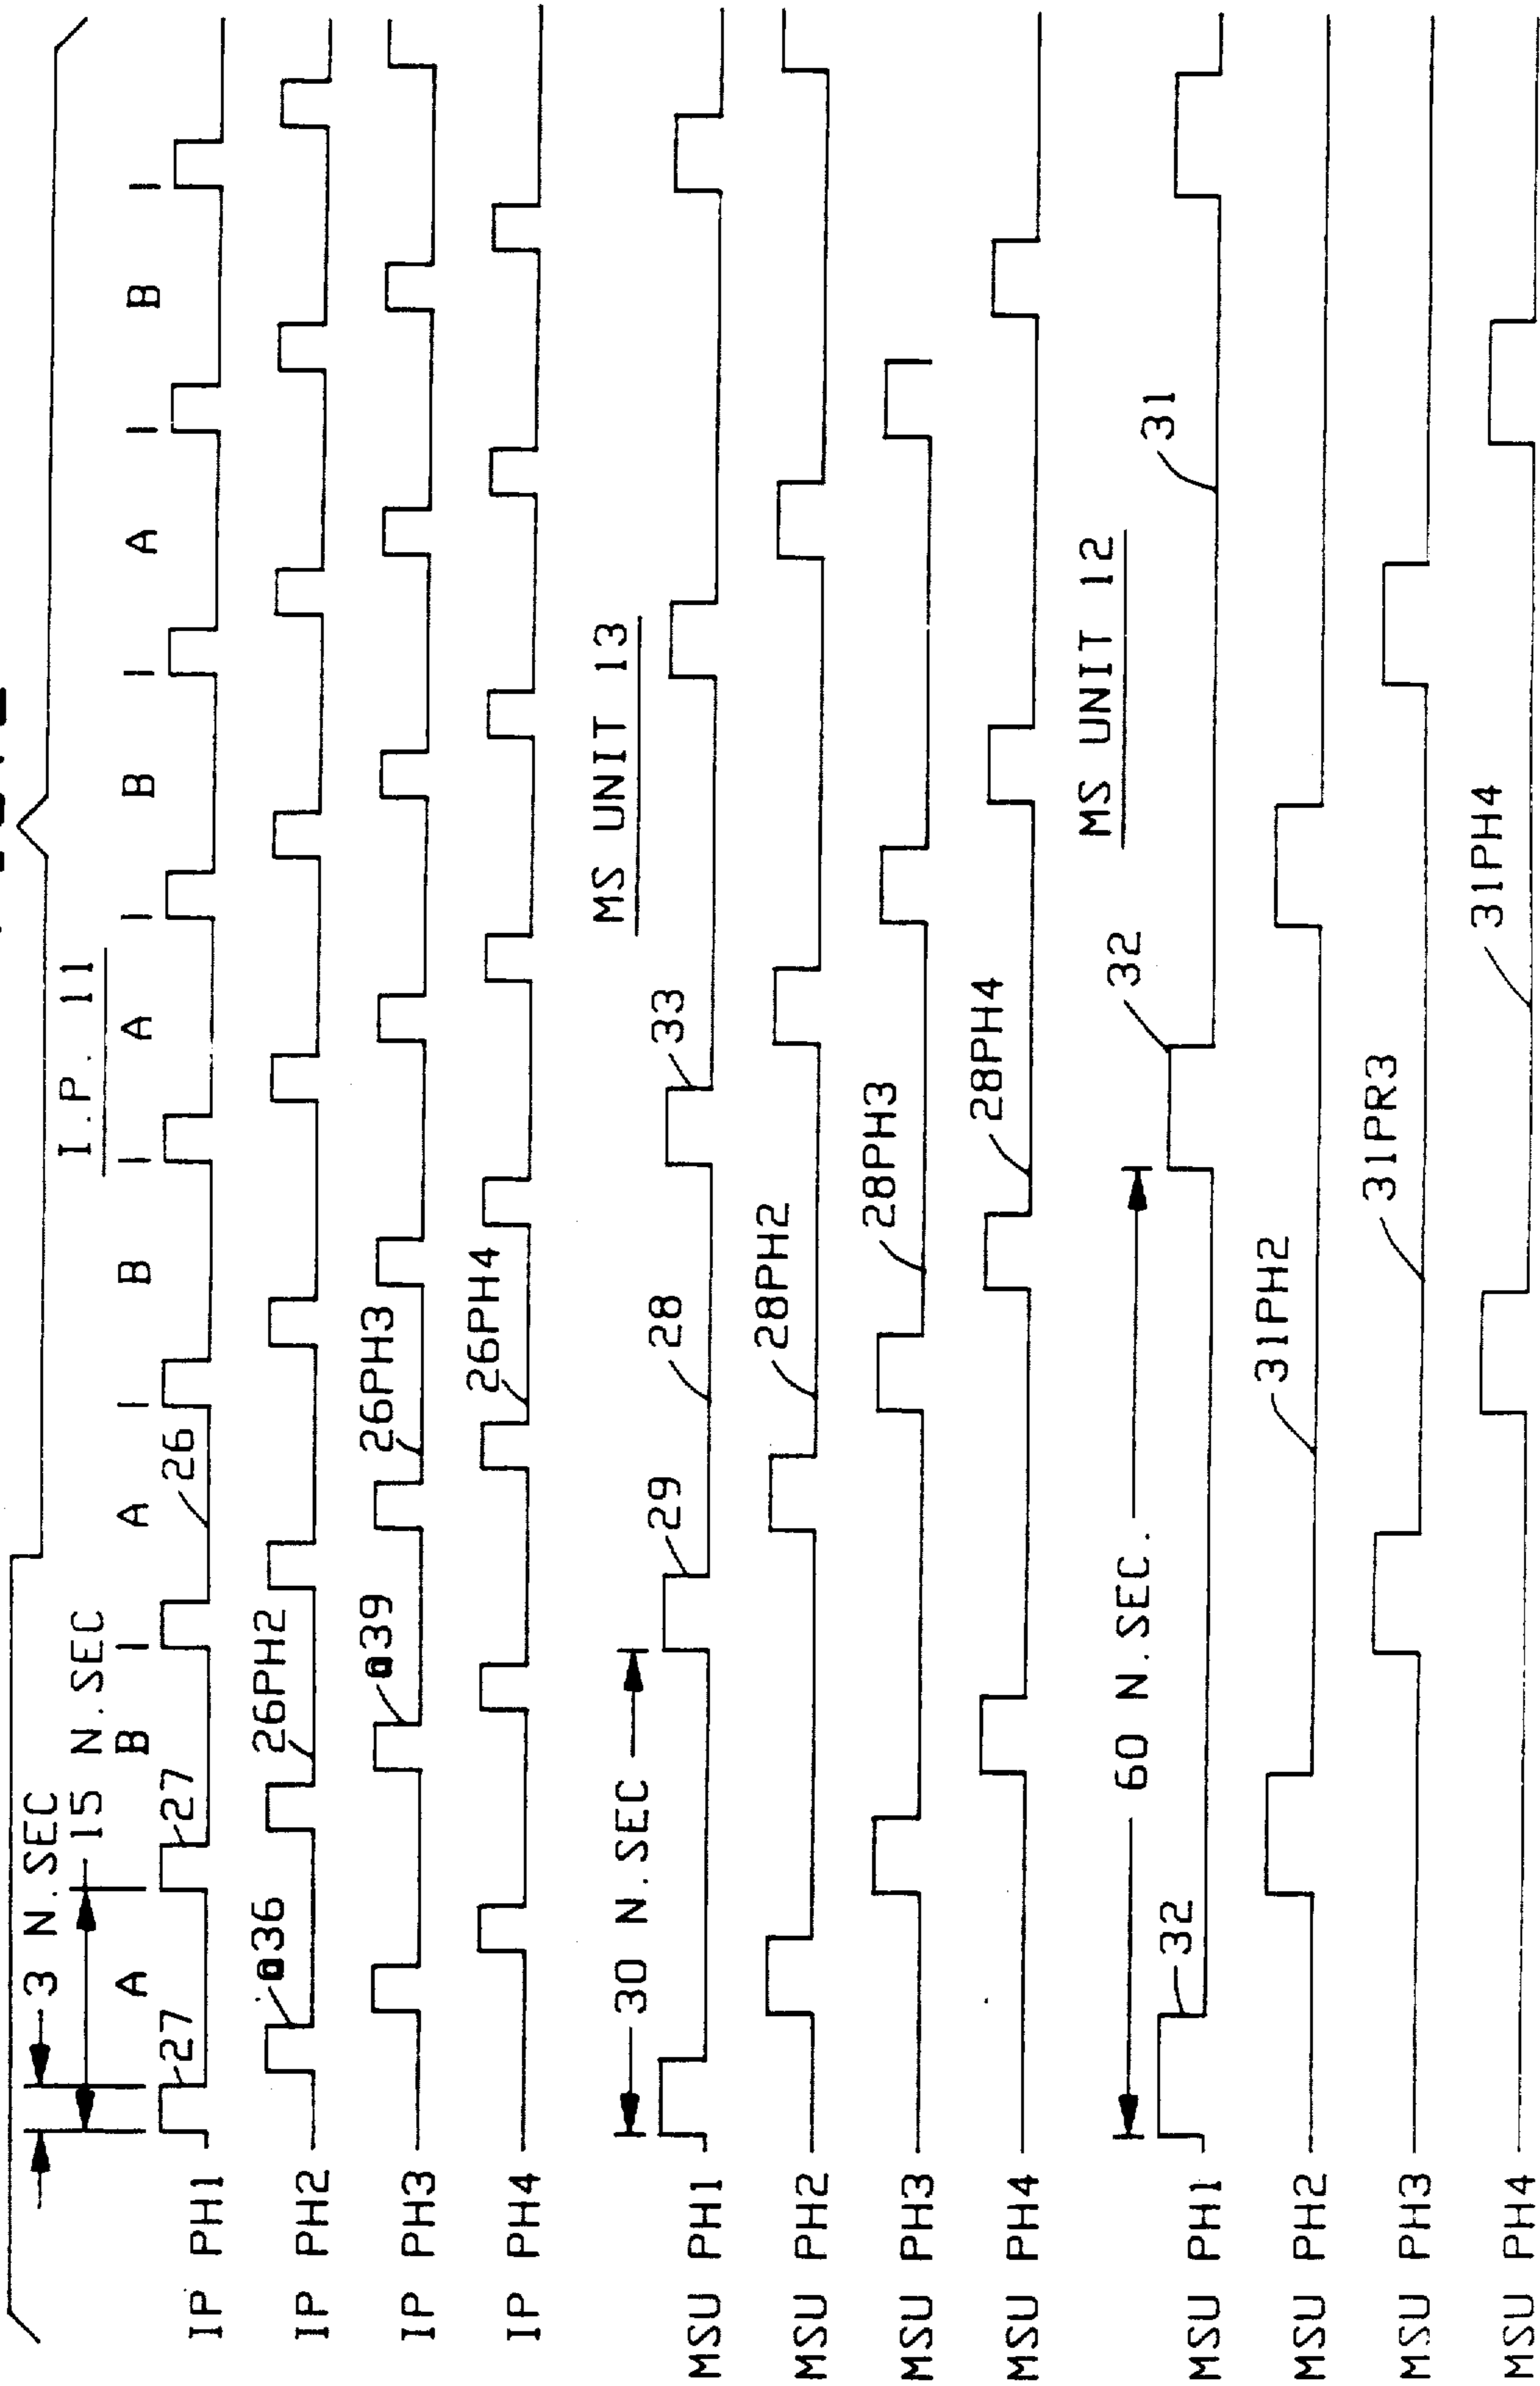 3 N.SEC
15 N.SEC
I.P. 11
A B A B A B A B
27 27 26
IP PH1
36 26PH2
IP PH2
39 26PH3
IP PH3
26PH4
IP PH4
MS UNIT 13
30 N.SEC
29 28 33
MSU PH1
28PH2
MSU PH2
28PH3
MSU PH3
28PH4
MSU PH4
MS UNIT 12
60 N.SEC.
32 32 31
MSU PH1
31PH2
MSU PH2
31PR3
MSU PH3
31PH4
MSU PH4